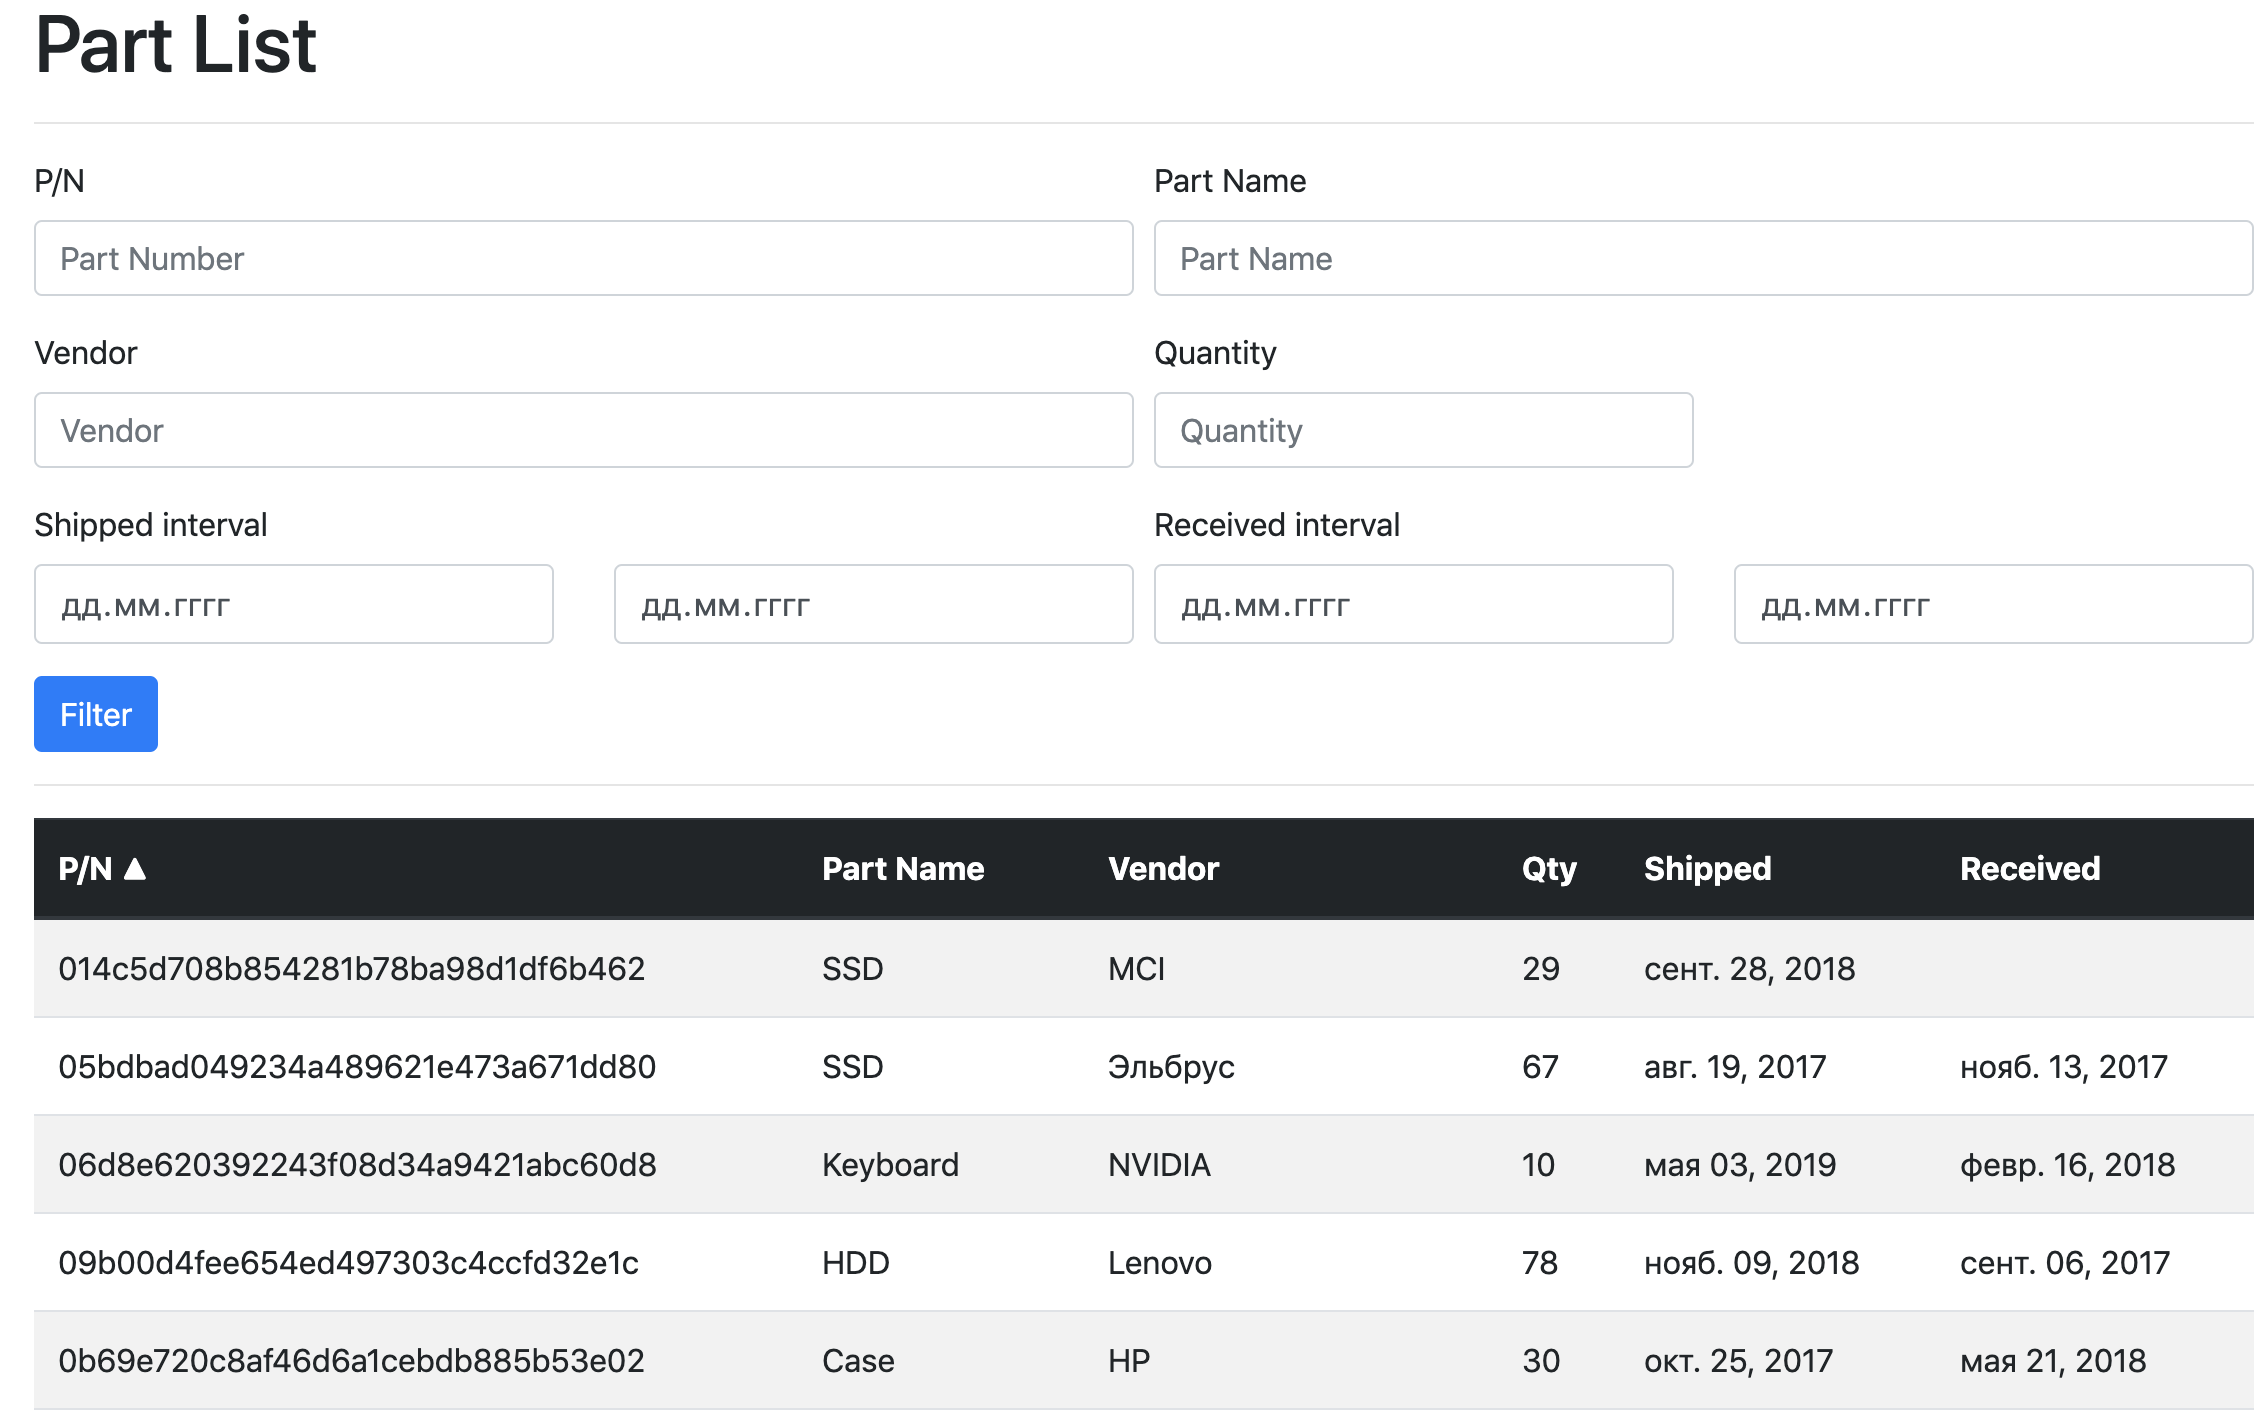 Part List
P/N Part Name
Part Number Part Name
Vendor Quantity
Vendor Quantity
Shipped interval Received interval
дд.мм.гггг дд.мм.гггг дд.мм.гггг дд.мм.гггг
Filter
P/N ▲ Part Name Vendor Qty Shipped Received
014c5d708b854281b78ba98d1df6b462 SSD MCI 29 сент. 28, 2018
05bdbad049234a489621e473a671dd80 SSD Эльбрус 67 авг. 19, 2017 нояб. 13, 2017
06d8e620392243f08d34a9421abc60d8 Keyboard NVIDIA 10 мая 03, 2019 февр. 16, 2018
09b00d4fee654ed497303c4ccfd32e1c HDD Lenovo 78 нояб. 09, 2018 сент. 06, 2017
0b69e720c8af46d6a1cebdb885b53e02 Case HP 30 окт. 25, 2017 мая 21, 2018